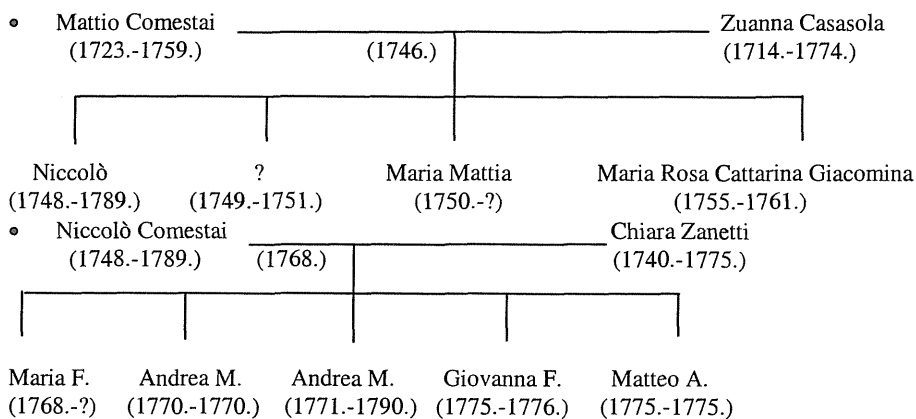 • Mattio Comestai Zuanna Casasola
(1723.-1759.) (1746.) (1714.-1774.)
Niccolò ? Maria Mattia Maria Rosa Cattarina Giacomina
(1748.-1789.) (1749.-1751.) (1750.-?) (1755.-1761.)
• Niccolò Comestai Chiara Zanetti
(1748.-1789.) (1768.) (1740.-1775.)
Maria F. Andrea M. Andrea M. Giovanna F. Matteo A.
(1768.-?) (1770.-1770.) (1771.-1790.) (1775.-1776.) (1775.-1775.)